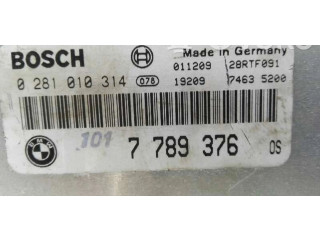 BOSCH
Made in Germany
011209 28RTF091
0 281 010 314 078 19209 7463 5200
101 7 789 376 OS